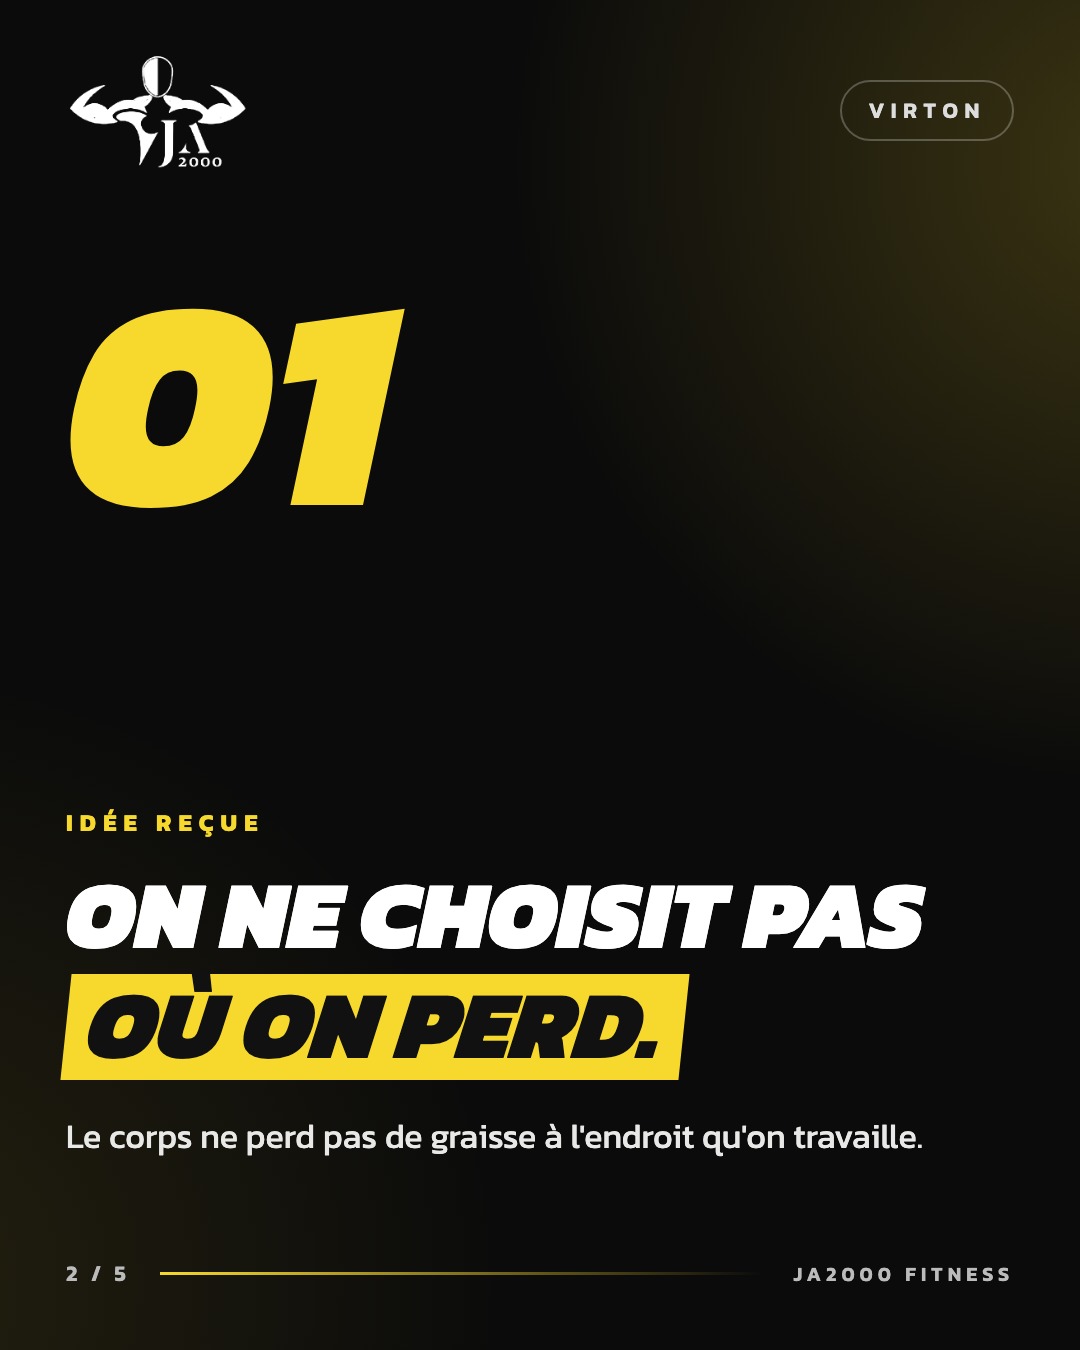 JA
2000
VIRTON
01
IDÉE REÇUE
ON NE CHOISIT PAS
OÙ ON PERD.
Le corps ne perd pas de graisse à l'endroit qu'on travaille.
2 / 5
JA2000 FITNESS